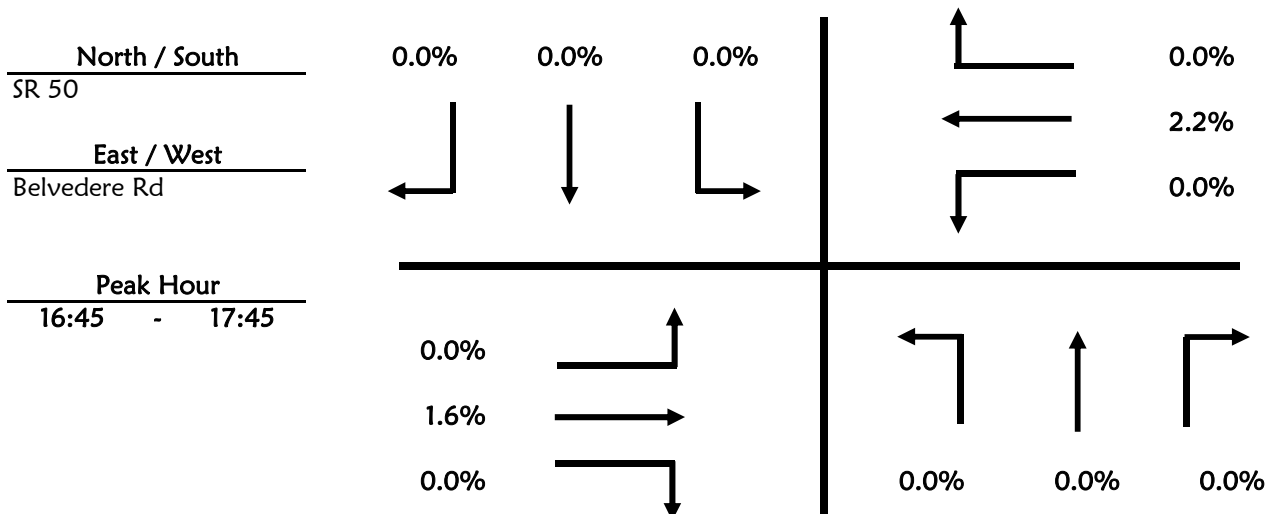 North / South
SR 50
East / West
Belvedere Rd
Peak Hour
16:45 - 17:45
0.0% 0.0% 0.0%
0.0%
2.2%
0.0%
0.0%
1.6%
0.0%
0.0% 0.0% 0.0%